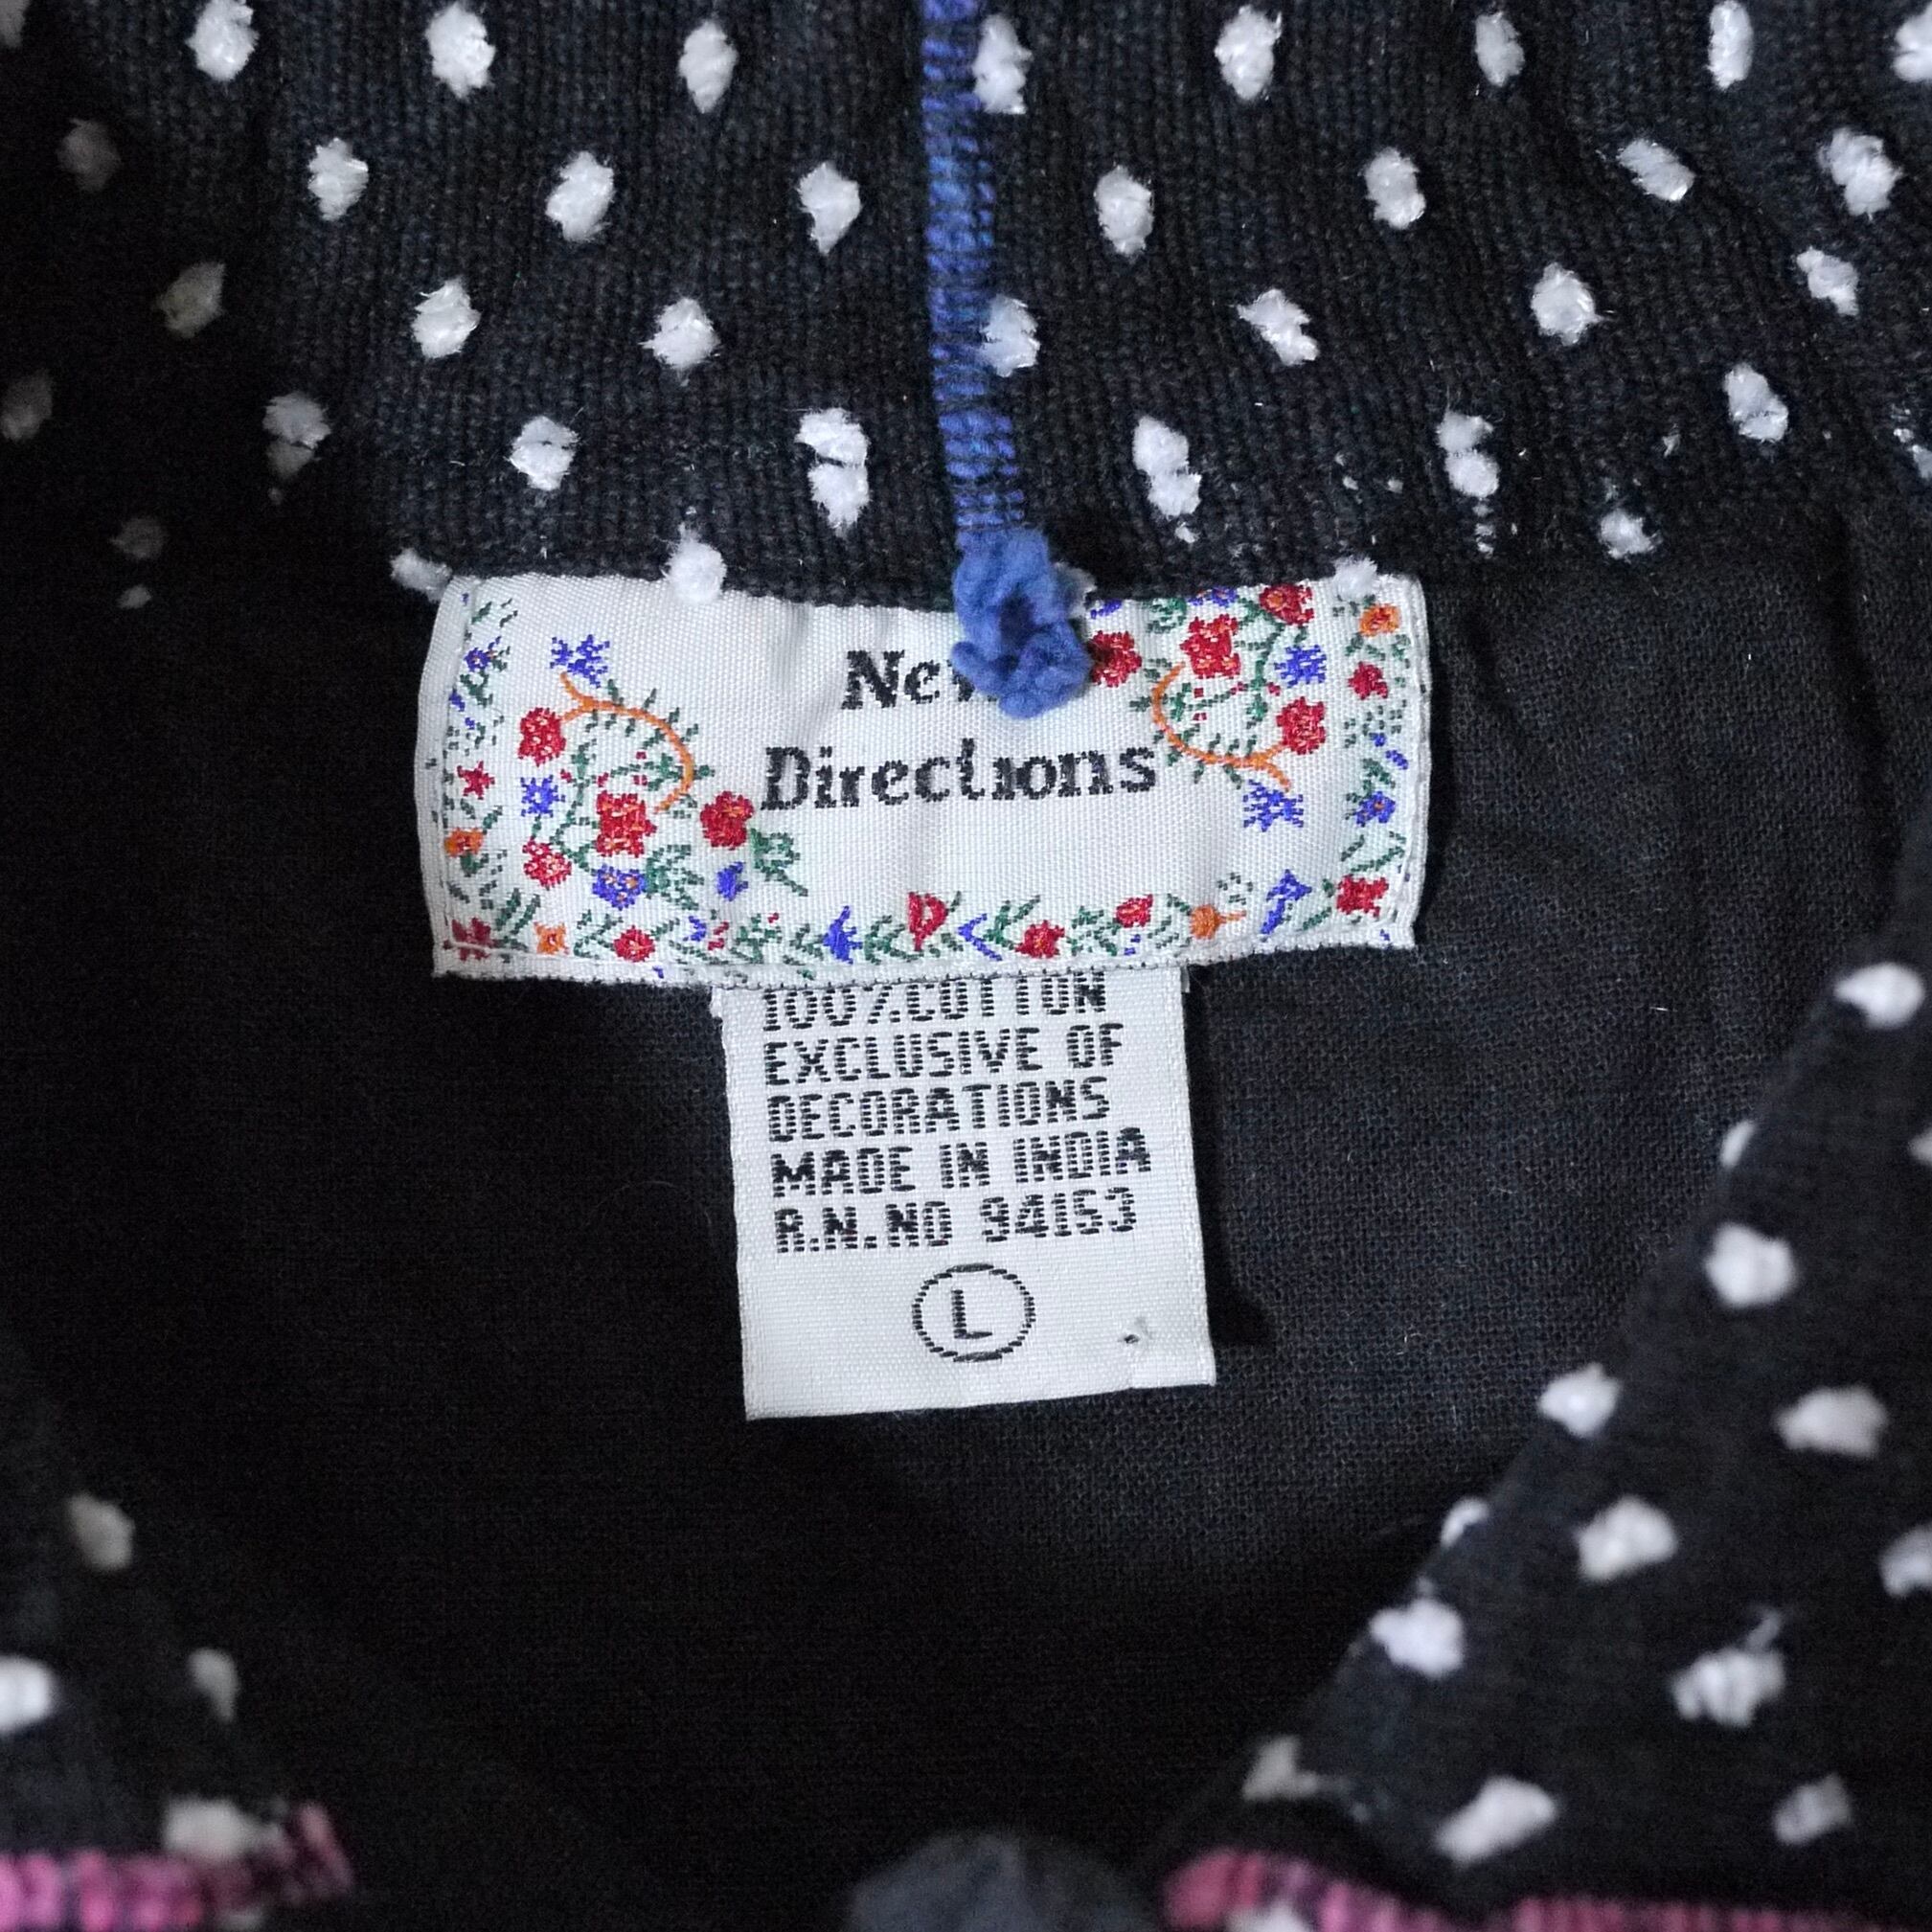 New
Directions
100% COTTON
EXCLUSIVE OF
DECORATIONS
MADE IN INDIA
R.N.NO 94153
L